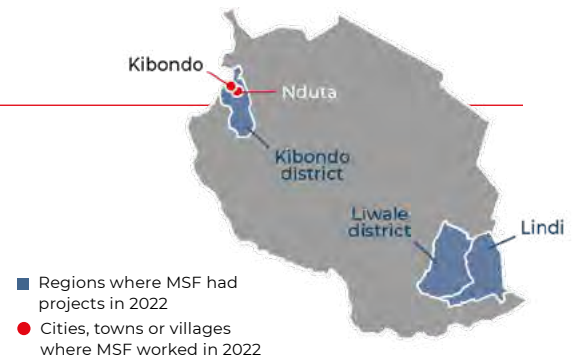 Kibondo
Nduta
Kibondo
district
Liwale
district
Lindi
Regions where MSF had
projects in 2022
Cities, towns or villages
where MSF worked in 2022